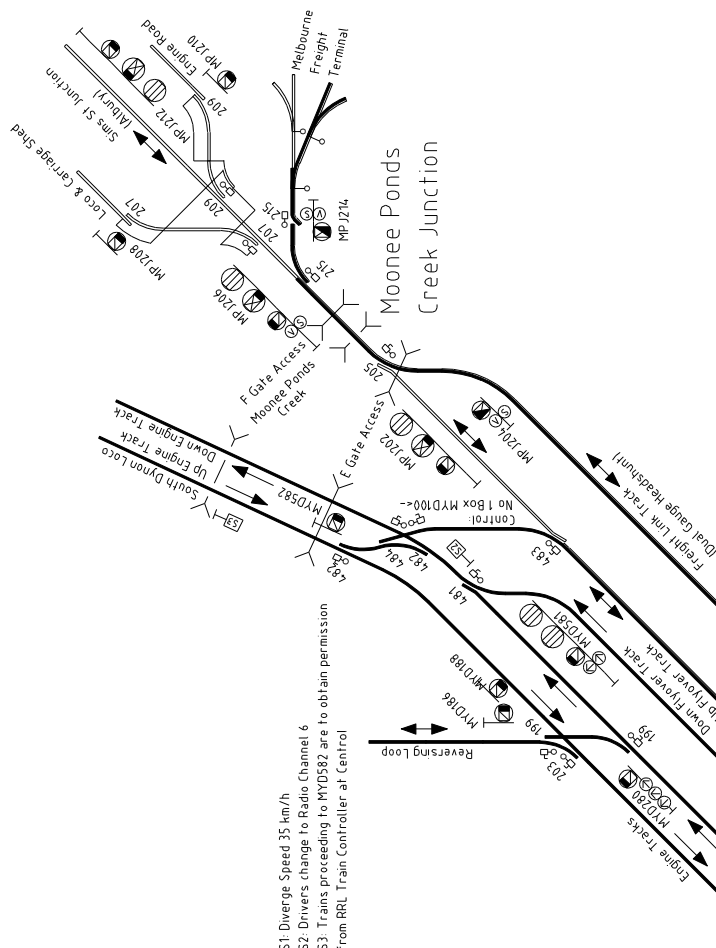 Melbourne
Freight
Terminal
Engine Road
MPJ210
209
MPJ212
Sims St Junction
(Albury)
Loco & Carriage Shed
207
209
MPJ208
215
207
V
S
MPJ214
215
Moonee Ponds
Creek Junction
MPJ206
V
S
F Gate Access
Moonee Ponds
Creek
205
E Gate Access
MPJ202
MPJ204
V
S
Freight Link Track
(Dual Gauge Headshunt)
Down Engine Track
Up Engine Track
South Dynon Loco
S3
MYD582
482
484
482
Control:
No 1 Box MYD100<-
S2
481
483
MYD581
Up Flyover Track
Down Flyover Track
MYD188
MYD186
199
199
Reversing Loop
203
MYD280
Engine Tracks
S1: Diverge Speed 35 km/h
S2: Drivers change to Radio Channel 6
S3: Trains proceeding to MYD582 are to obtain permission
from RRL Train Controller at Centrol